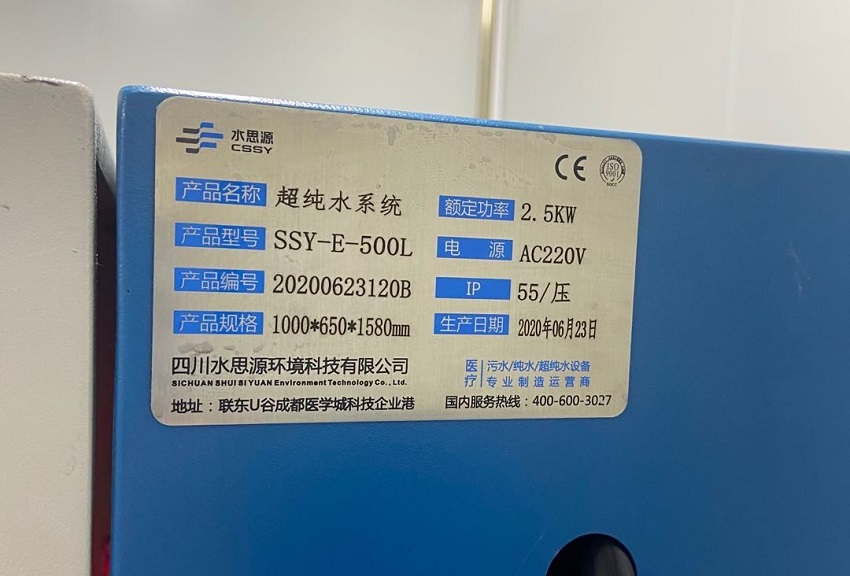 水思源
CSSY
CE ISO 9001
产品名称 超纯水系统
额定功率 2.5KW
产品型号 SSY-E-500L
电 源 AC220V
产品编号 20200623120B
IP 55/压
产品规格 1000*650*1580mm
生产日期 2020年06月23日
四川水思源环境科技有限公司
SICHUAN SHUI SI YUAN Environment Technology Co., Ltd.
医疗 污水/纯水/超纯水设备
专业制造运营商
地址：联东U谷成都医学城科技企业港
国内服务热线：400-600-3027